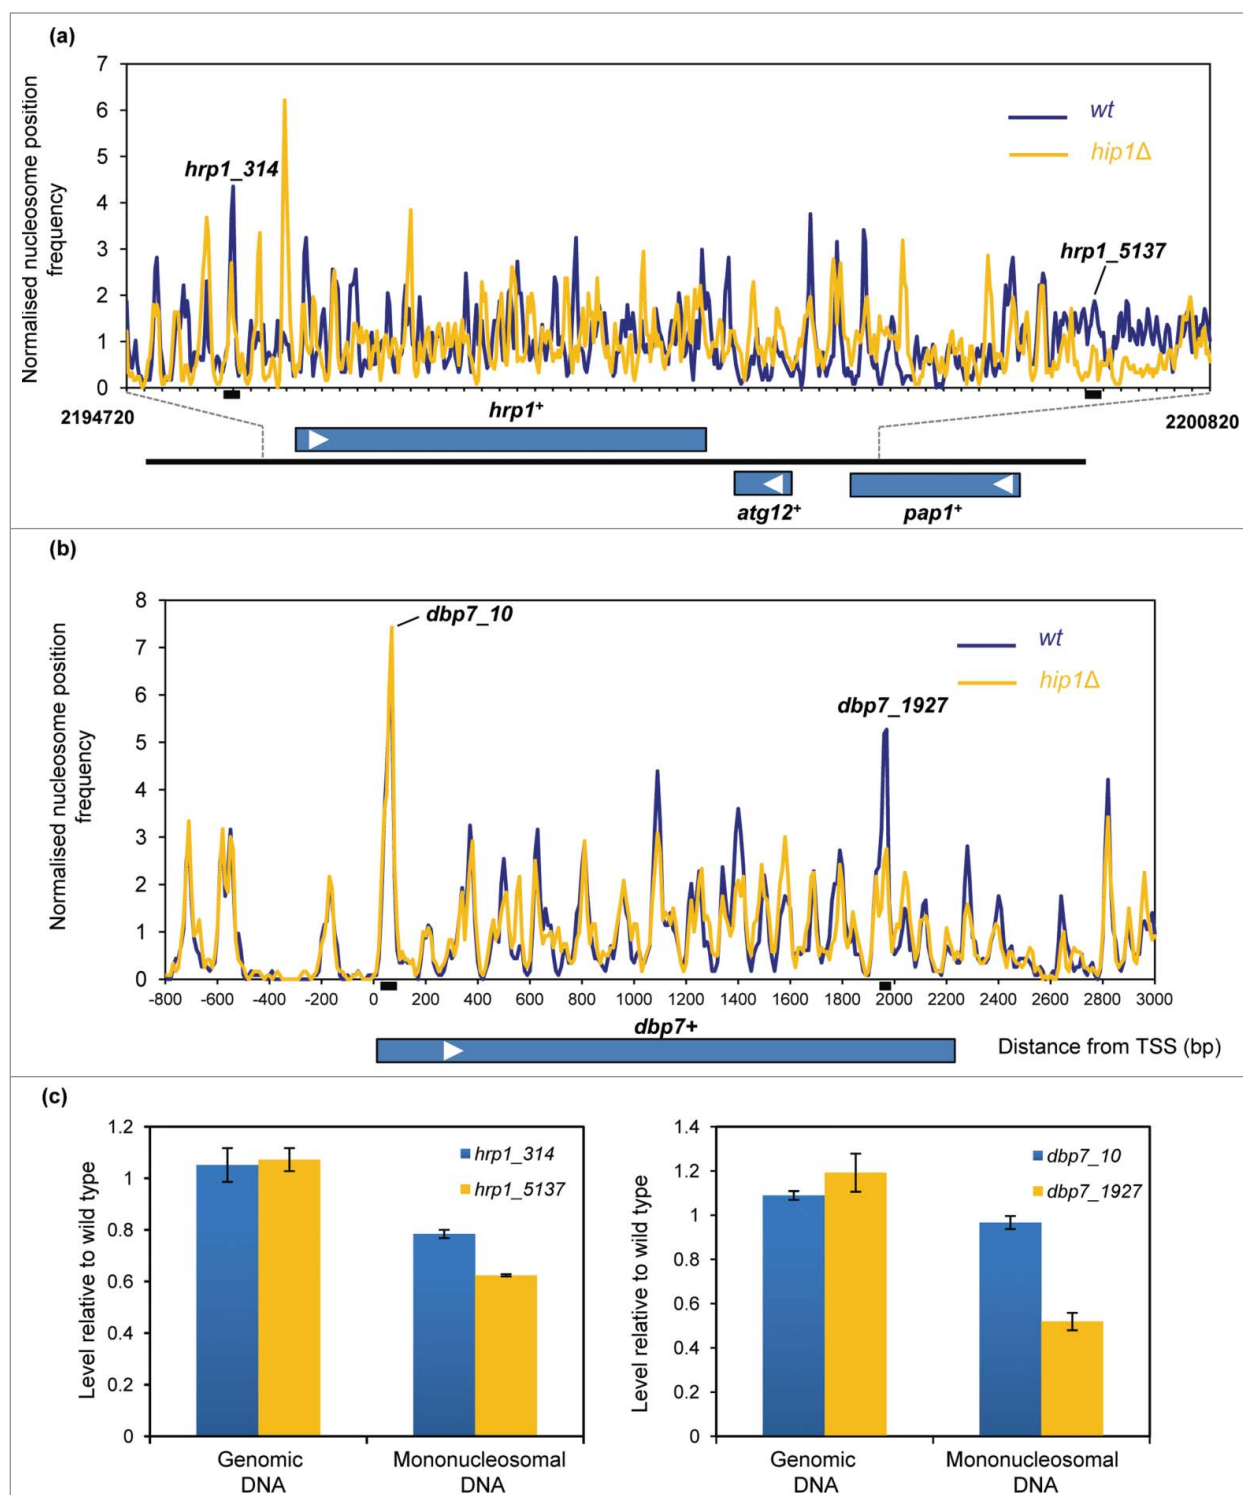 (a)
Normalised nucleosome position
frequency
7
6
5
4
3
2
1
0
wt
hip1Δ
hrp1_314
hrp1_5137
2194720
2200820
hrp1⁺
atg12⁺
pap1⁺
(b)
Normalised nucleosome position
frequency
8
7
6
5
4
3
2
1
0
dbp7_10
wt
hip1Δ
dbp7_1927
-800 -600 -400 -200 0 200 400 600 800 1000 1200 1400 1600 1800 2000 2200 2400 2600 2800 3000
dbp7+
Distance from TSS (bp)
(c)
Level relative to wild type
1.2
1
0.8
0.6
0.4
0.2
0
hrp1_314
hrp1_5137
Genomic
DNA
Mononucleosomal
DNA
Level relative to wild type
1.4
1.2
1
0.8
0.6
0.4
0.2
0
dbp7_10
dbp7_1927
Genomic
DNA
Mononucleosomal
DNA